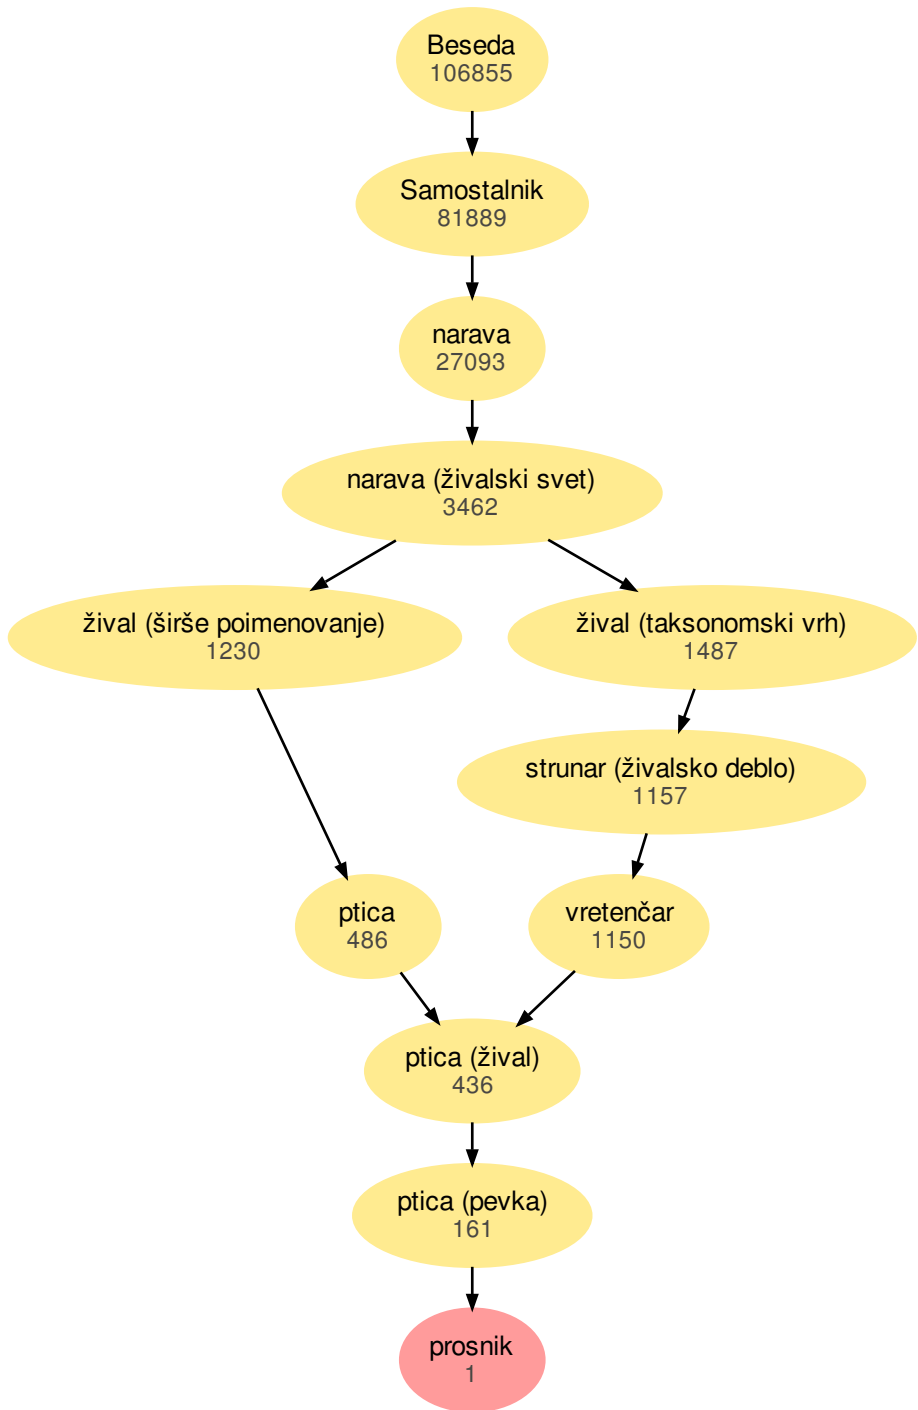 Beseda
106855
Samostalnik
81889
narava
27093
narava (živalski svet)
3462
žival (širše poimenovanje)
1230
žival (taksonomski vrh)
1487
strunar (živalsko deblo)
1157
ptica
486
vretenčar
1150
ptica (žival)
436
ptica (pevka)
161
prosnik
1